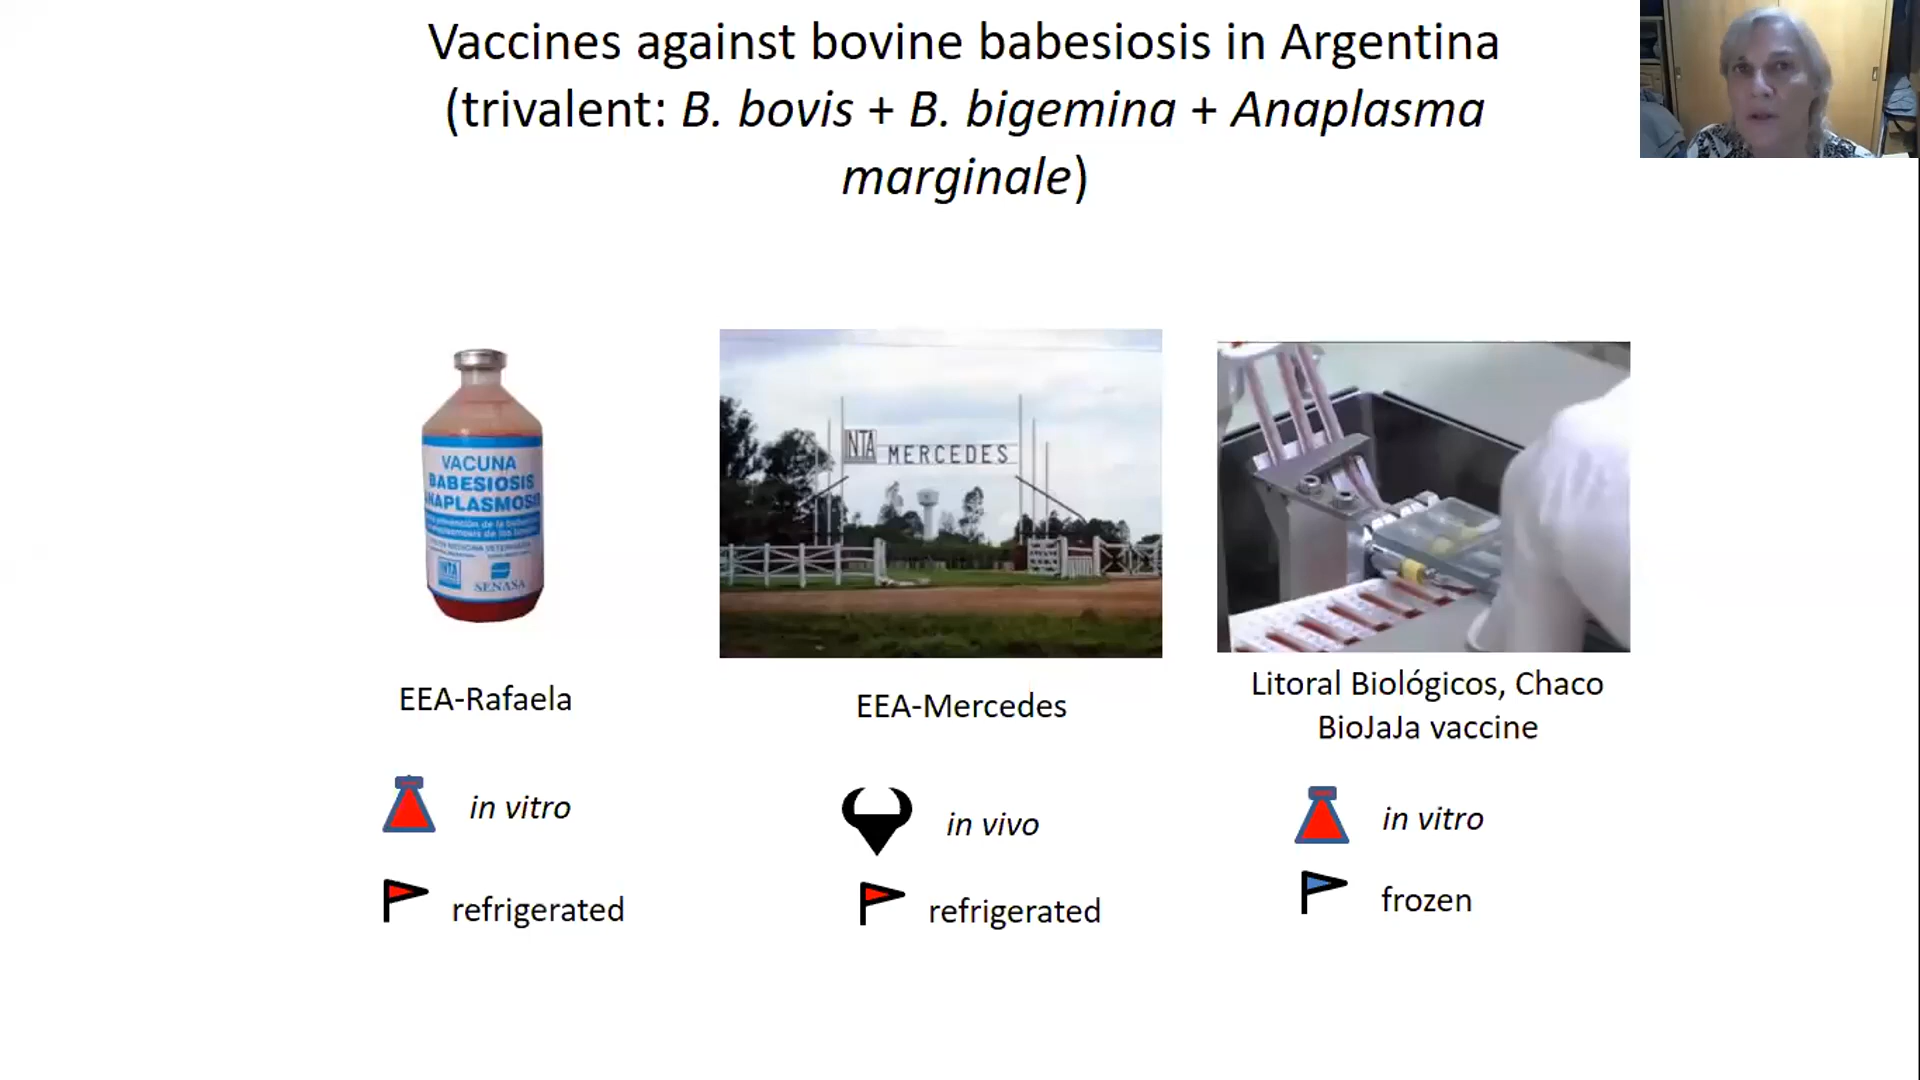 Vaccines against bovine babesiosis in Argentina
(trivalent: B. bovis + B. bigemina + Anaplasma
marginale)
VACUNA
BABESIOSIS
ANAPLASMOSIS
INTA
SENASA
INTA MERCEDES
EEA-Rafaela
EEA-Mercedes
Litoral Biológicos, Chaco
BioJaJa vaccine
in vitro
in vivo
in vitro
refrigerated
refrigerated
frozen